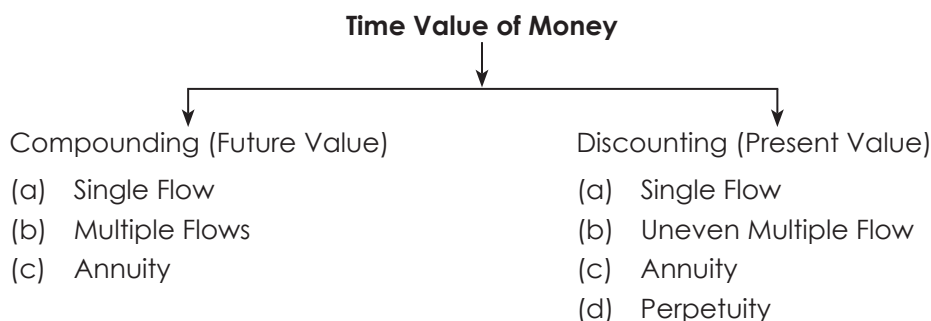 Time Value of Money
Compounding (Future Value)
(a) Single Flow
(b) Multiple Flows
(c) Annuity
Discounting (Present Value)
(a) Single Flow
(b) Uneven Multiple Flow
(c) Annuity
(d) Perpetuity